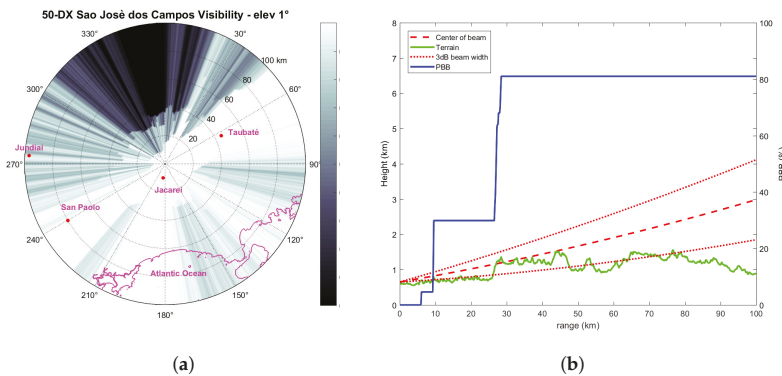 50-DX Sao Josè dos Campos Visibility - elev 1°
330°
30°
100 km
80
60
60°
300°
40
20
Taubaté
Jundiai
270°
90°
Jacarei
San Paolo
240°
120°
Atlantic Ocean
210°
150°
180°
(a)
Center of beam
Terrain
3dB beam width
PBB
Height (km)
8
7
6
5
4
3
2
1
0
100
80
60
40
20
0
PBB (%)
0 10 20 30 40 50 60 70 80 90 100
range (km)
(b)